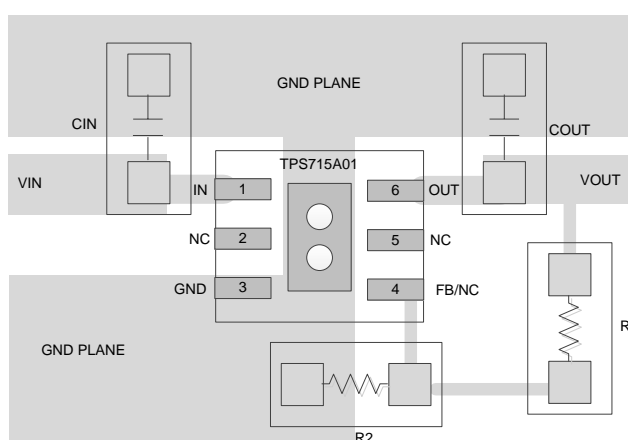 GND PLANE
CIN
COUT
TPS715A01
VIN
IN
1
6
OUT
VOUT
NC
2
5
NC
GND
3
4
FB/NC
R
GND PLANE
R2